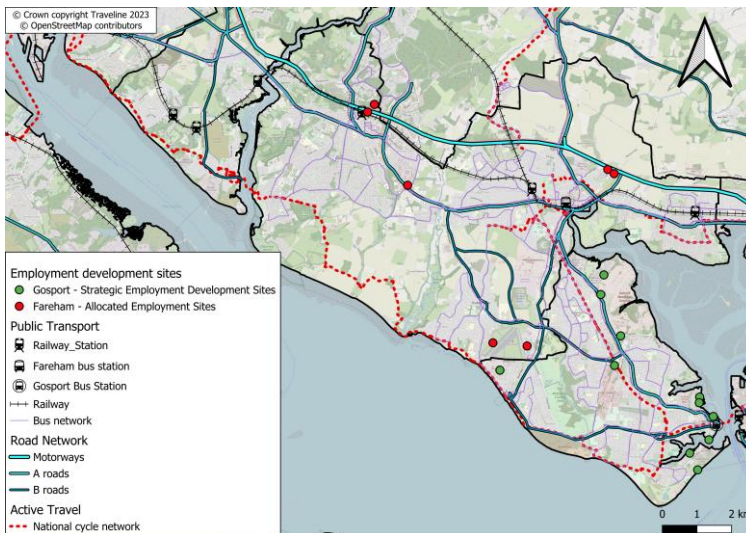 © Crown copyright Traveline 2023
© OpenStreetMap contributors
Employment development sites
Gosport - Strategic Employment Development Sites
Fareham - Allocated Employment Sites
Public Transport
Railway_Station
Fareham bus station
Gosport Bus Station
Railway
Bus network
Road Network
Motorways
A roads
B roads
Active Travel
National cycle network
0 1 2 km